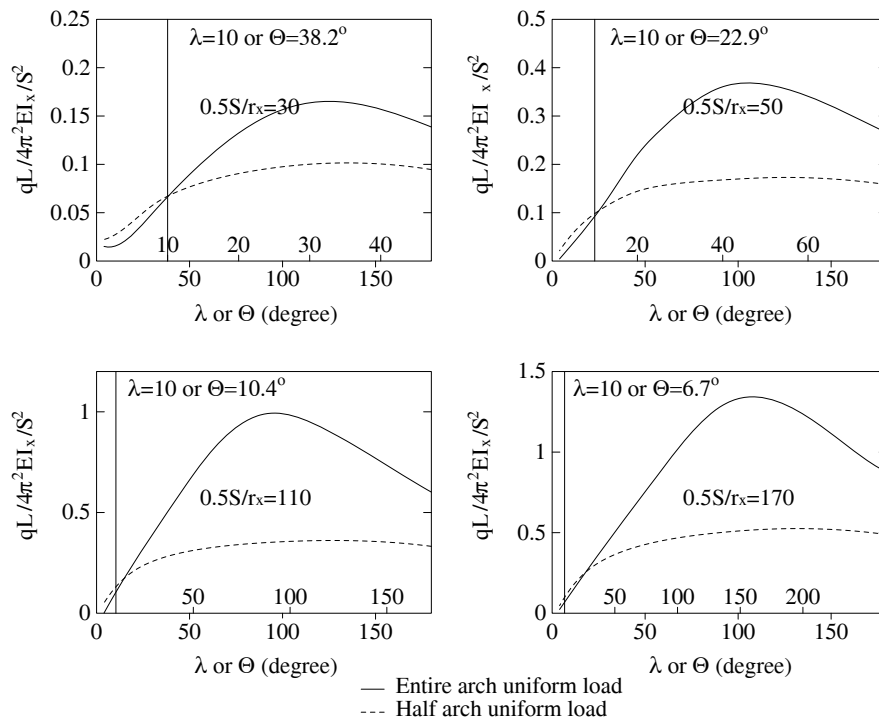 λ=10 or Θ=38.2°
0.5S/rx=30
qL/4π²EIx/S²
0.25
0.2
0.15
0.1
0.05
0
10 20 30 40
0 50 100 150
λ or Θ (degree)
λ=10 or Θ=22.9°
0.5S/rx=50
qL/4π²EI x/S²
0.5
0.4
0.3
0.2
0.1
0
20 40 60
0 50 100 150
λ or Θ (degree)
λ=10 or Θ=10.4°
0.5S/rx=110
qL/4π²EIx/S²
1
0.5
0
50 100 150
0 50 100 150
λ or Θ (degree)
λ=10 or Θ=6.7°
0.5S/rx=170
qL/4π²EIx/S²
1.5
1
0.5
0
50 100 150 200
0 50 100 150
λ or Θ (degree)
Entire arch uniform load
Half arch uniform load